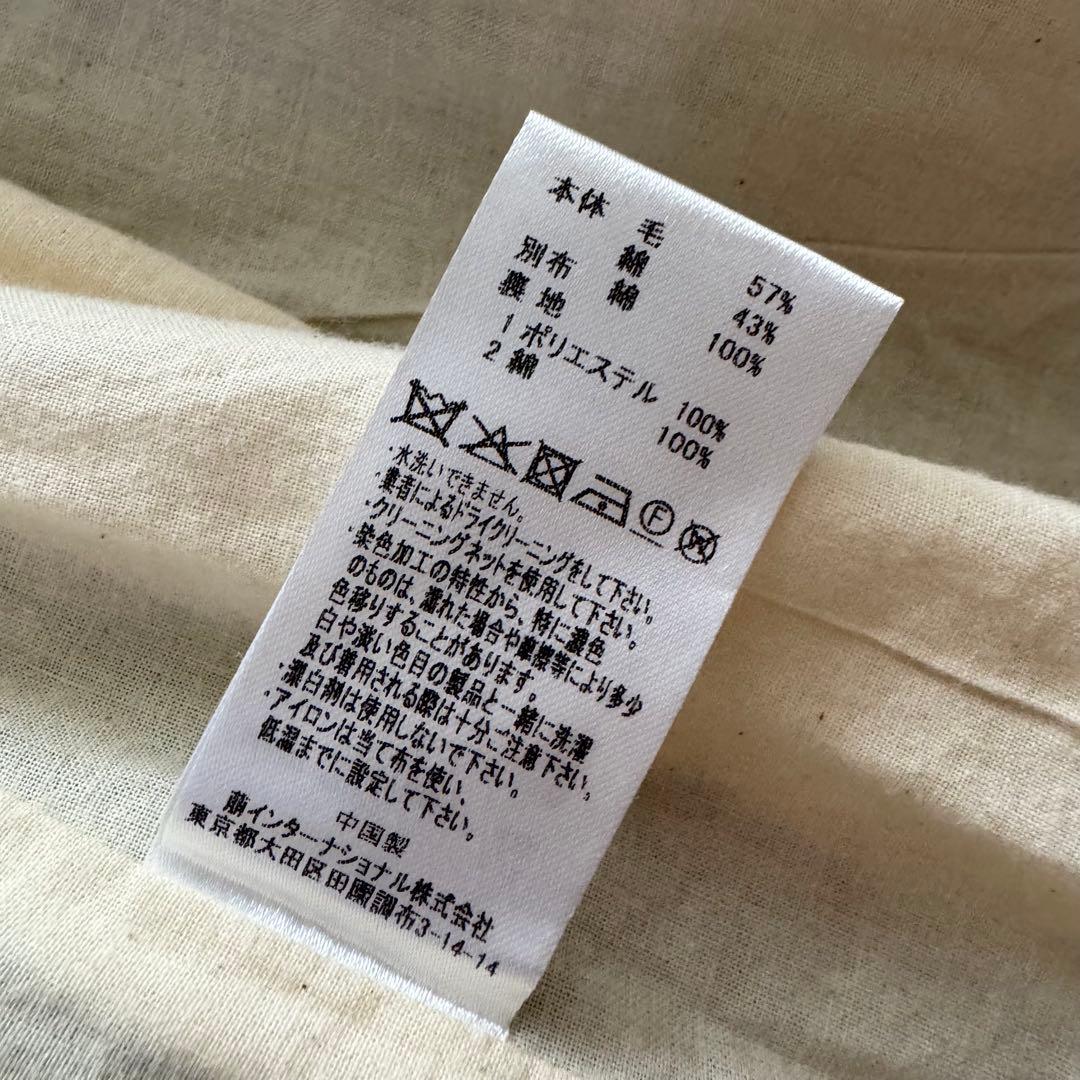 本体 毛 57%
綿 43%
別布 綿 100%
裏地
1 ポリエステル 100%
2 綿 100%
F
・水洗いできません。
・業者によるドライクリーニングをして下さい。
・クリーニングネットを使用して下さい。
・染色加工の特性から、特に濃色
のものは、濡れた場合や摩擦等により多少
色移りすることがあります。
白や淡い色目の製品と一緒に洗濯
及び着用される際は十分ご注意下さい。
・漂白剤は使用しないで下さい。
・アイロンは当て布を使い、
低温までに設定して下さい。
中国製
インターナショナル株式会社
東京都大田区田園調布3-14-14